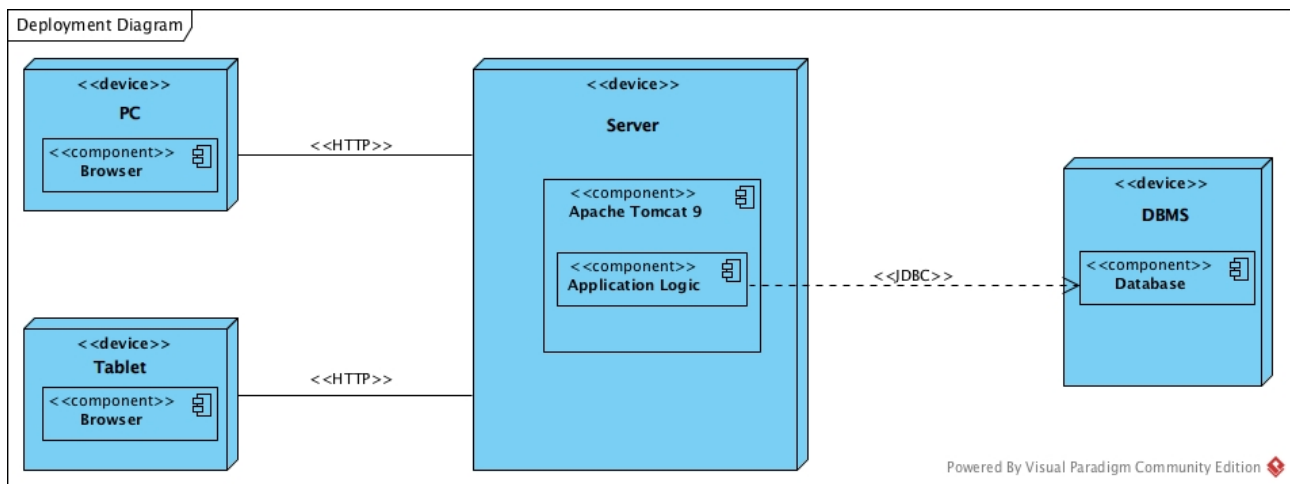 Deployment Diagram
<<device>>
PC
<<component>>
Browser
<<HTTP>>
<<device>>
Server
<<component>>
Apache Tomcat 9
<<component>>
Application Logic
<<JDBC>>
<<device>>
DBMS
<<component>>
Database
<<device>>
Tablet
<<component>>
Browser
<<HTTP>>
Powered By Visual Paradigm Community Edition